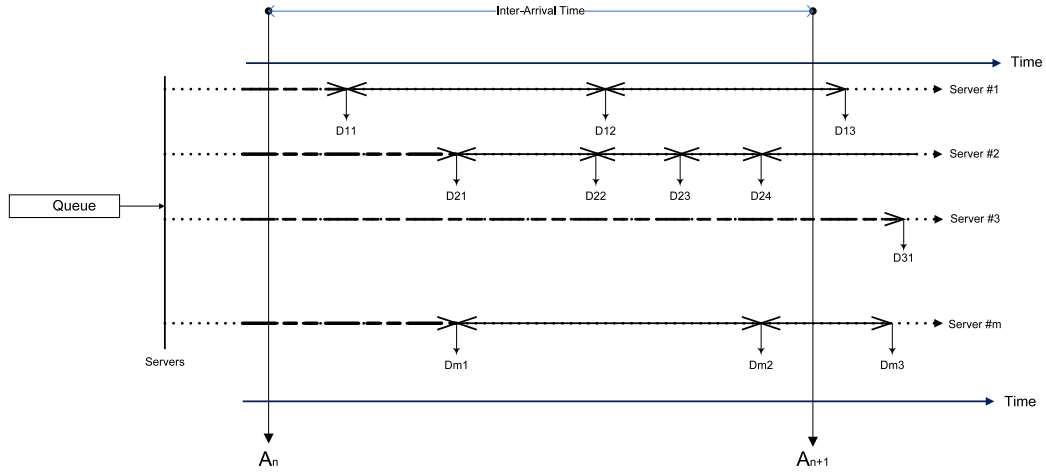 Inter-Arrival Time
Time
Server #1
D11
D12
D13
Server #2
D21
D22
D23
D24
Queue
Server #3
D31
Server #m
Servers
Dm1
Dm2
Dm3
Time
An
An+1